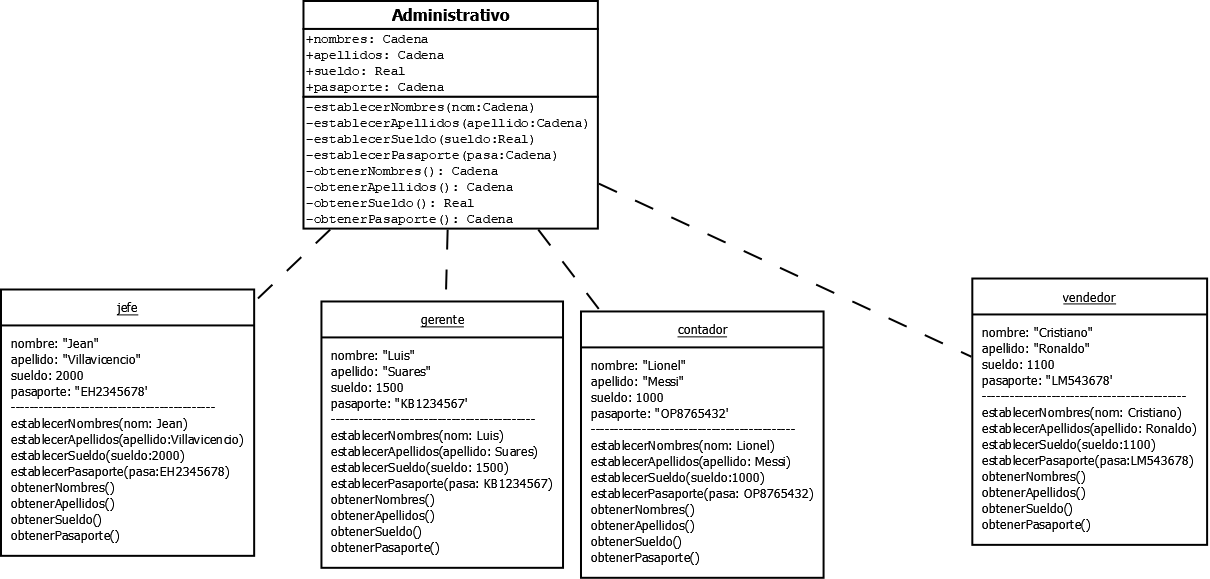 Administrativo
+nombres: Cadena
+apellidos: Cadena
+sueldo: Real
+pasaporte: Cadena
-establecerNombres(nom:Cadena)
-establecerApellidos(apellido:Cadena)
-establecerSueldo(sueldo:Real)
-establecerPasaporte(pasa:Cadena)
-obtenerNombres(): Cadena
-obtenerApellidos(): Cadena
-obtenerSueldo(): Real
-obtenerPasaporte(): Cadena
jefe
nombre: "Jean"
apellido: "Villavicencio"
sueldo: 2000
pasaporte: "EH2345678'
establecerNombres(nom: Jean)
establecerApellidos(apellido:Villavicencio)
establecerSueldo(sueldo:2000)
establecerPasaporte(pasa:EH2345678)
obtenerNombres()
obtenerApellidos()
obtenerSueldo()
obtenerPasaporte()
gerente
nombre: "Luis"
apellido: "Suares"
sueldo: 1500
pasaporte: "KB1234567'
establecerNombres(nom: Luis)
establecerApellidos(apellido: Suares)
establecerSueldo(sueldo: 1500)
establecerPasaporte(pasa: KB1234567)
obtenerNombres()
obtenerApellidos()
obtenerSueldo()
obtenerPasaporte()
contador
nombre: "Lionel"
apellido: "Messi"
sueldo: 1000
pasaporte: "OP8765432'
establecerNombres(nom: Lionel)
establecerApellidos(apellido: Messi)
establecerSueldo(sueldo:1000)
establecerPasaporte(pasa: OP8765432)
obtenerNombres()
obtenerApellidos()
obtenerSueldo()
obtenerPasaporte()
vendedor
nombre: "Cristiano"
apellido: "Ronaldo"
sueldo: 1100
pasaporte: "LM543678'
establecerNombres(nom: Cristiano)
establecerApellidos(apellido: Ronaldo)
establecerSueldo(sueldo:1100)
establecerPasaporte(pasa:LM543678)
obtenerNombres()
obtenerApellidos()
obtenerSueldo()
obtenerPasaporte()